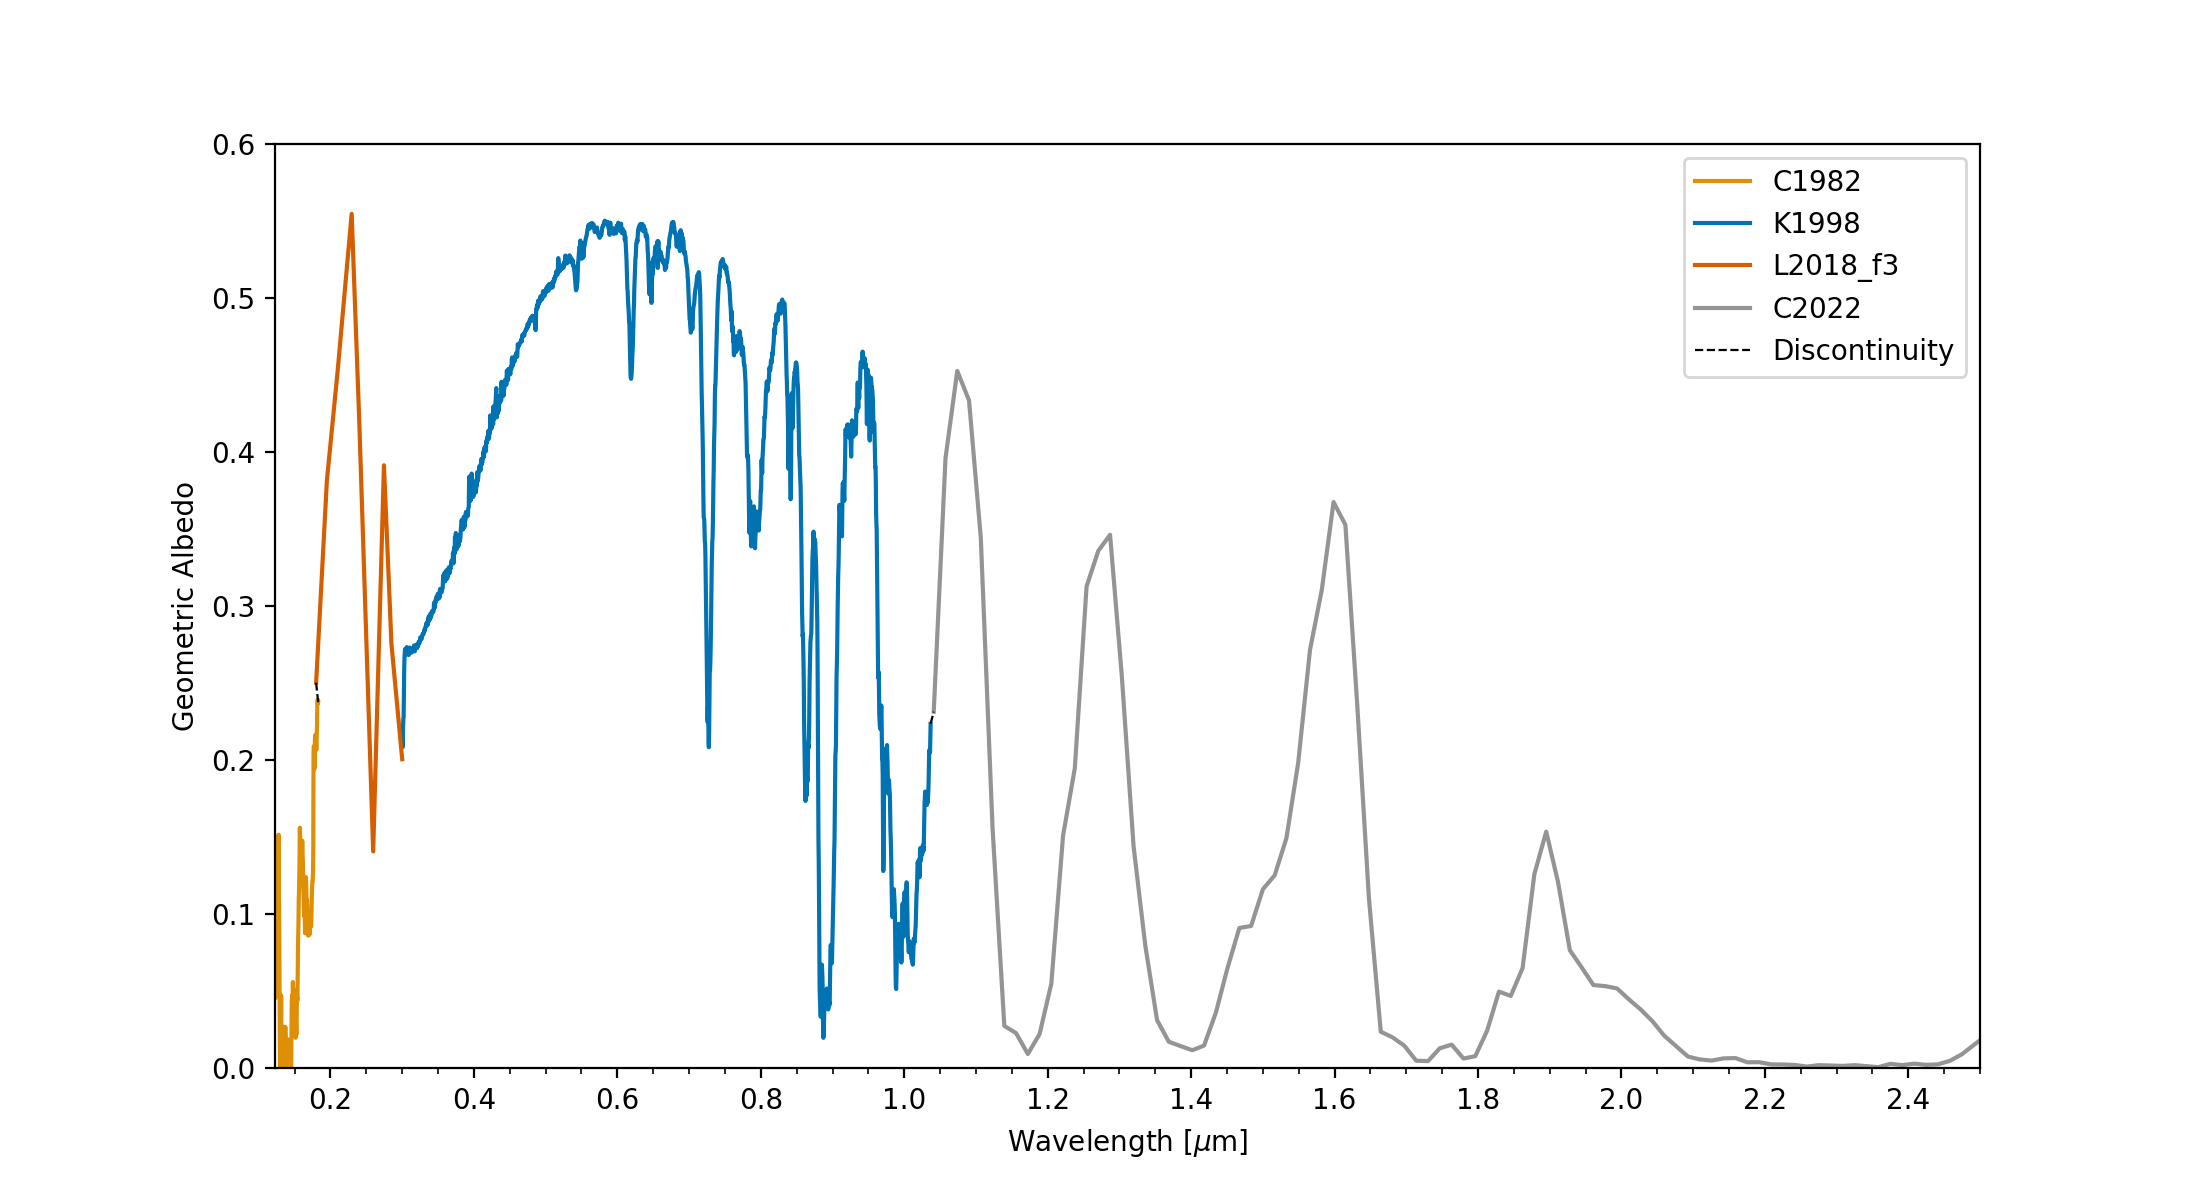 0.6
0.5
0.4
0.3
0.2
0.1
0.0
Geometric Albedo
C1982
K1998
L2018_f3
C2022
Discontinuity
0.2 0.4 0.6 0.8 1.0 1.2 1.4 1.6 1.8 2.0 2.2 2.4
Wavelength [μm]